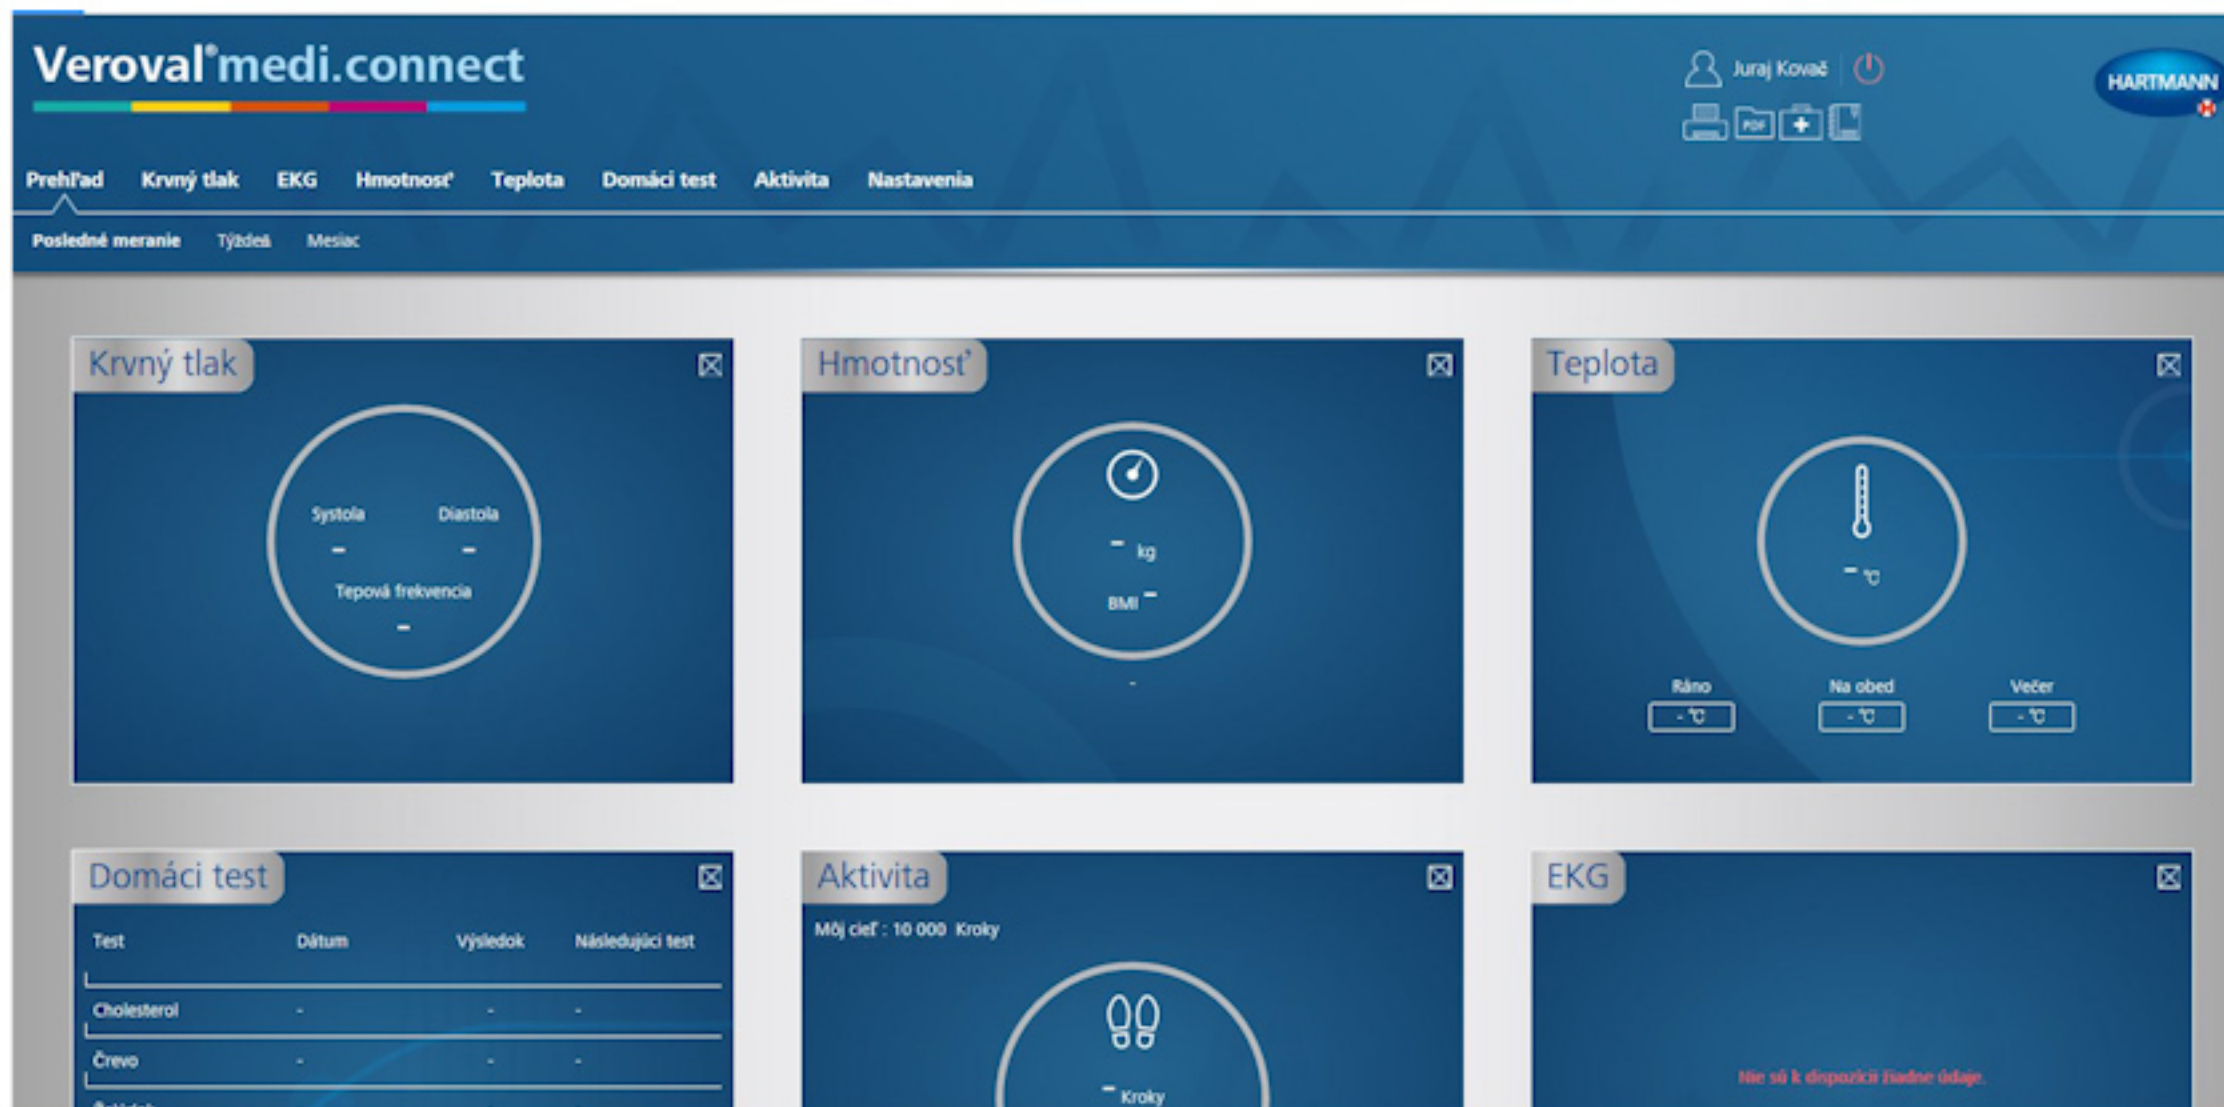 Veroval®medi.connect
Juraj Kovač
HARTMANN
PDF
Prehľad Krvný tlak EKG Hmotnosť Teplota Domáci test Aktivita Nastavenia
Posledné meranie Týždeň Mesiac
Krvný tlak
Systola Diastola
- -
Tepová frekvencia
-
Hmotnosť
- kg
BMI -
-
Teplota
- °C
Ráno Na obed Večer
- °C - °C - °C
Domáci test
Test Dátum Výsledok Následujúci test
Cholesterol - - -
Črevo - - -
Aktivita
Môj cieľ : 10 000 Kroky
- Kroky
EKG
Nie sú k dispozícii žiadne údaje.